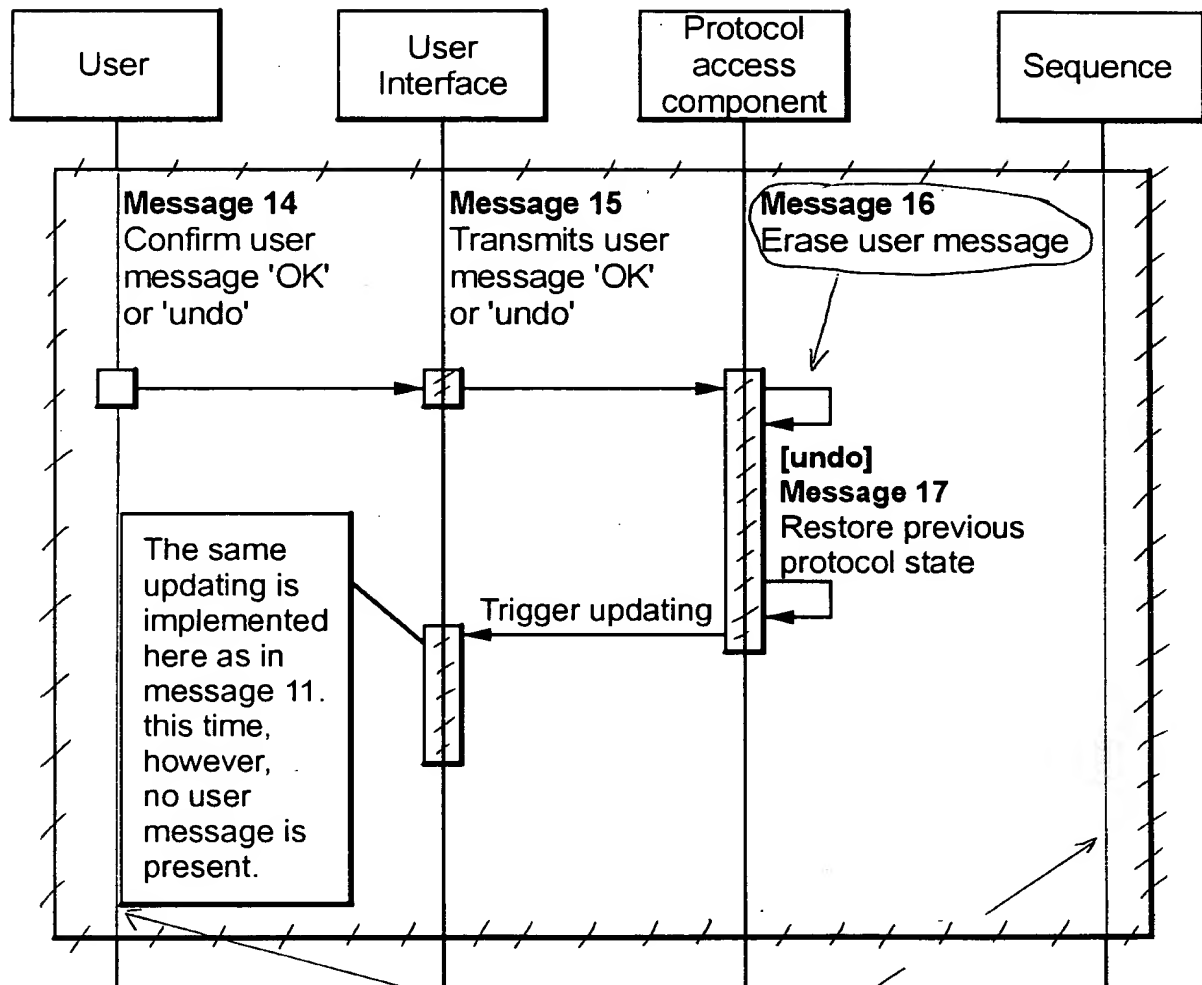 User
User
Interface
Protocol
access
component
Sequence
Message 14
Confirm user
message 'OK'
or 'undo'
Message 15
Transmits user
message 'OK'
or 'undo'
Message 16
Erase user message
[undo]
Message 17
Restore previous
protocol state
The same
updating is
implemented
here as in
message 11.
this time,
however,
no user
message is
present.
Trigger updating